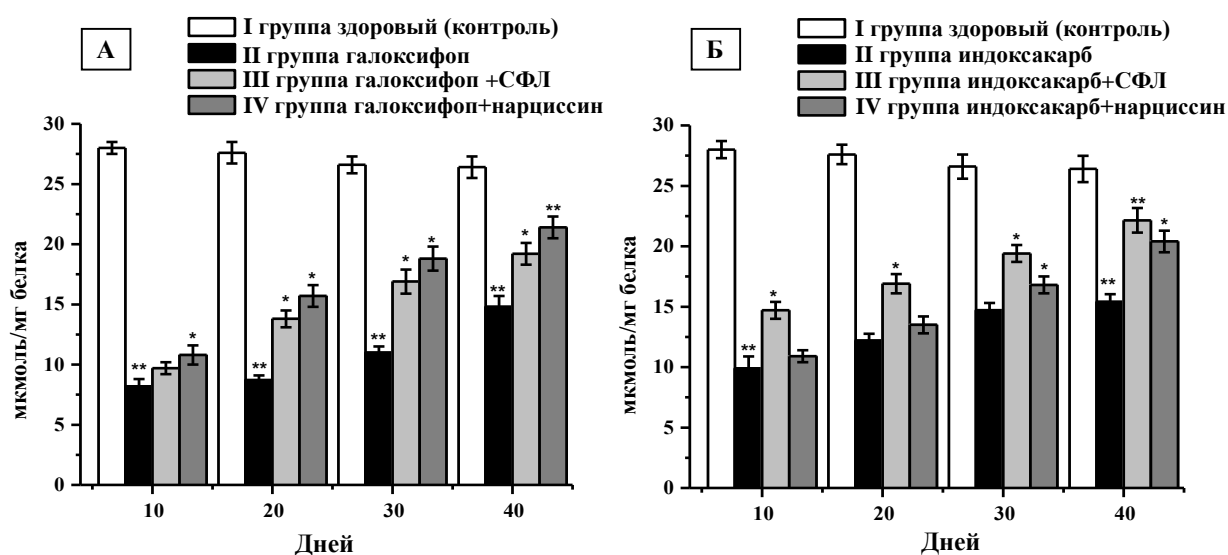 А
I группа здоровый (контроль)
II группа галоксифоп
III группа галоксифоп +СФЛ
IV группа галоксифоп+нарциссин
мкмоль/мг белка
30
25
20
15
10
5
0
**
*
**
*
*
**
*
*
**
*
**
10
20
30
40
Дней
Б
I группа здоровый (контроль)
II группа индоксакарб
III группа индоксакарб+СФЛ
IV группа индоксакарб+нарциссин
мкмоль/мг белка
30
25
20
15
10
5
0
**
*
*
*
*
**
**
*
10
20
30
40
Дней